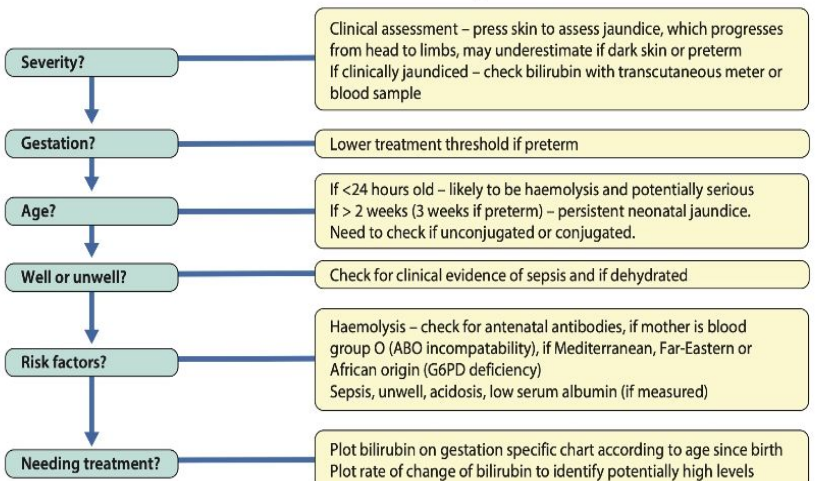 Severity?
Clinical assessment – press skin to assess jaundice, which progresses
from head to limbs, may underestimate if dark skin or preterm
If clinically jaundiced – check bilirubin with transcutaneous meter or
blood sample
Gestation?
Lower treatment threshold if preterm
Age?
If <24 hours old – likely to be haemolysis and potentially serious
If > 2 weeks (3 weeks if preterm) – persistent neonatal jaundice.
Need to check if unconjugated or conjugated.
Well or unwell?
Check for clinical evidence of sepsis and if dehydrated
Risk factors?
Haemolysis – check for antenatal antibodies, if mother is blood
group O (ABO incompatability), if Mediterranean, Far-Eastern or
African origin (G6PD deficiency)
Sepsis, unwell, acidosis, low serum albumin (if measured)
Needing treatment?
Plot bilirubin on gestation specific chart according to age since birth
Plot rate of change of bilirubin to identify potentially high levels